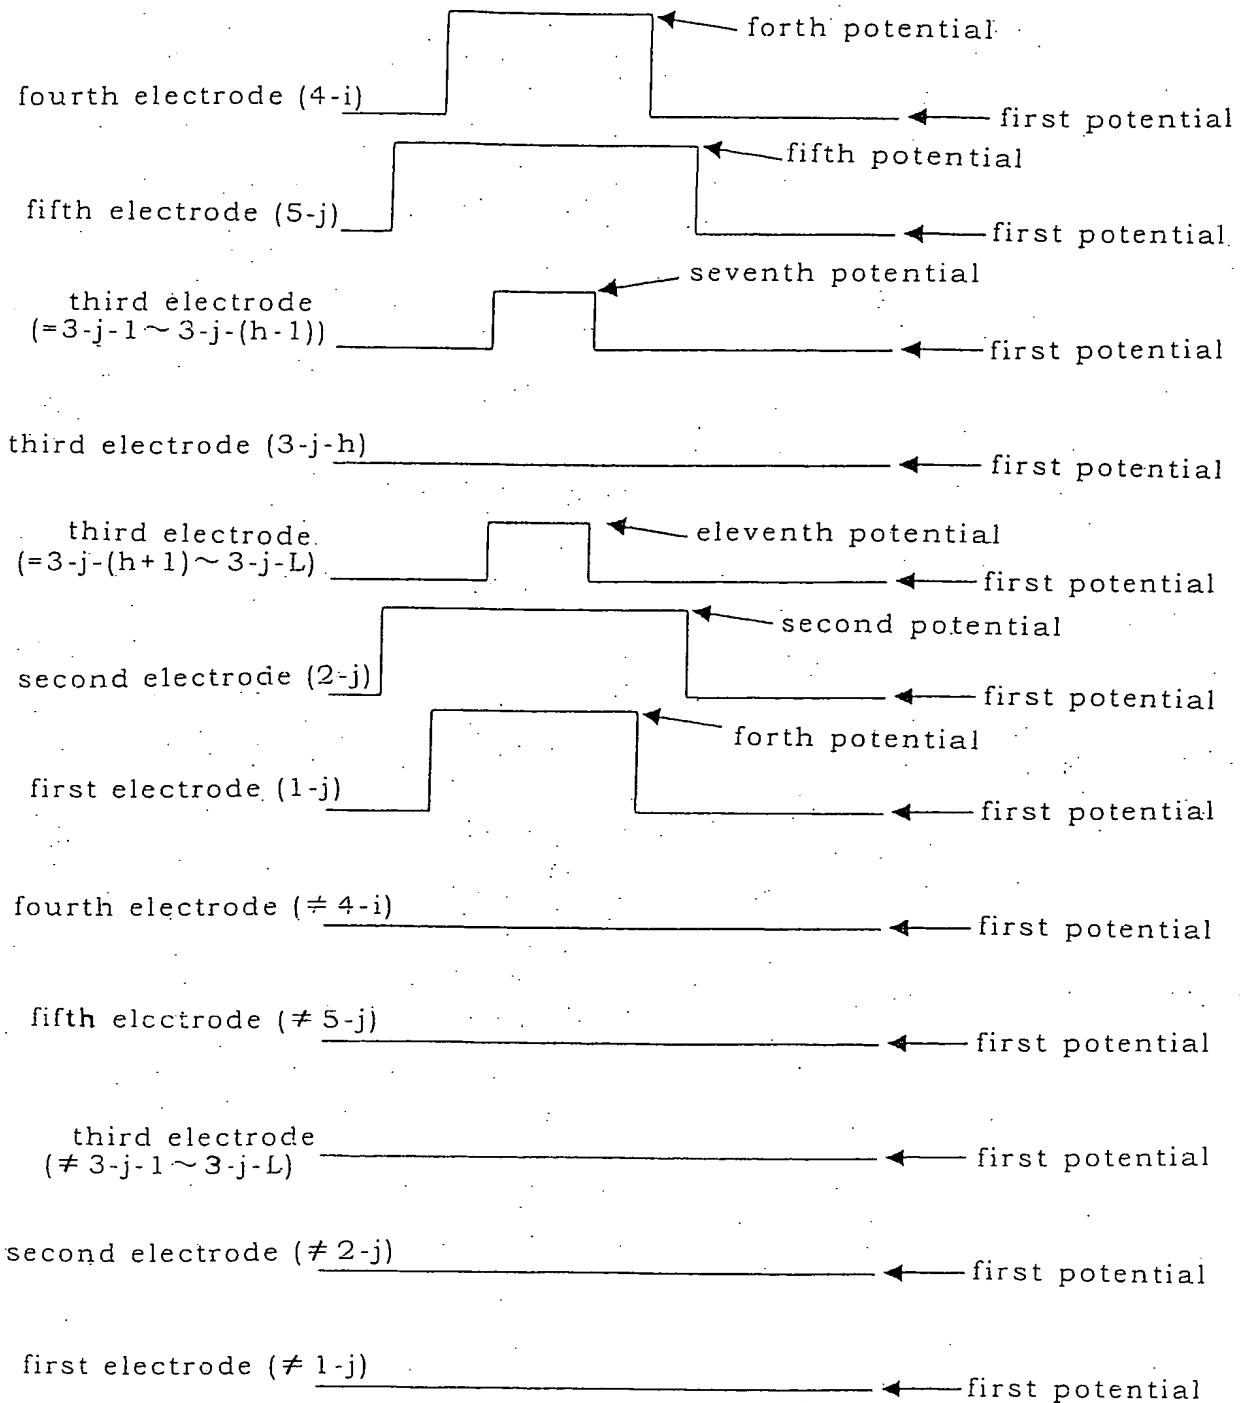 forth potential
fourth electrode (4-i)
first potential
fifth potential
fifth electrode (5-j)
first potential
seventh potential
third electrode
(=3-j-1~3-j-(h-1))
first potential
third electrode (3-j-h)
first potential
third electrode
(=3-j-(h+1)~3-j-L)
eleventh potential
first potential
second potential
second electrode (2-j)
first potential
forth potential
first electrode (1-j)
first potential
fourth electrode (≠ 4-i)
first potential
fifth electrode (≠ 5-j)
first potential
third electrode
(≠ 3-j-1~3-j-L)
first potential
second electrode (≠ 2-j)
first potential
first electrode (≠ 1-j)
first potential